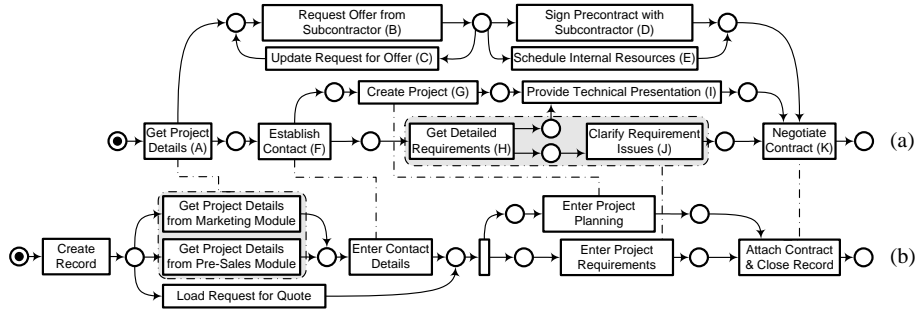 Request Offer from
Subcontractor (B)
Sign Precontract with
Subcontractor (D)
Update Request for Offer (C)
Schedule Internal Resources (E)
Create Project (G)
Provide Technical Presentation (I)
Get Project
Details (A)
Establish
Contact (F)
Get Detailed
Requirements (H)
Clarify Requirement
Issues (J)
Negotiate
Contract (K)
(a)
Get Project Details
from Marketing Module
Enter Project
Planning
Create
Record
Get Project Details
from Pre-Sales Module
Enter Contact
Details
Enter Project
Requirements
Attach Contract
& Close Record
(b)
Load Request for Quote